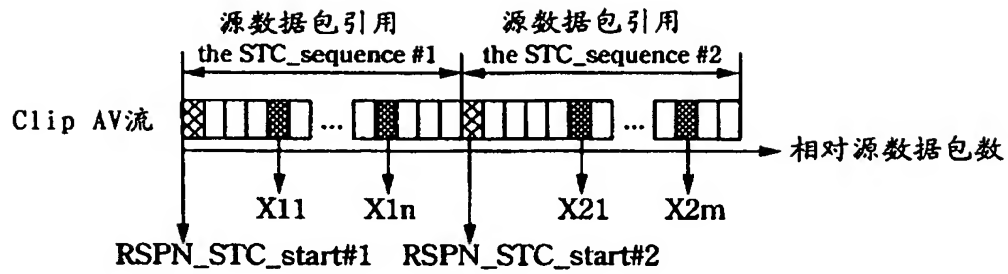 源数据包引用 源数据包引用
the STC_sequence #1 the STC_sequence #2
Clip AV流
... ...
相对源数据包数
X11 X1n X21 X2m
RSPN_STC_start#1 RSPN_STC_start#2